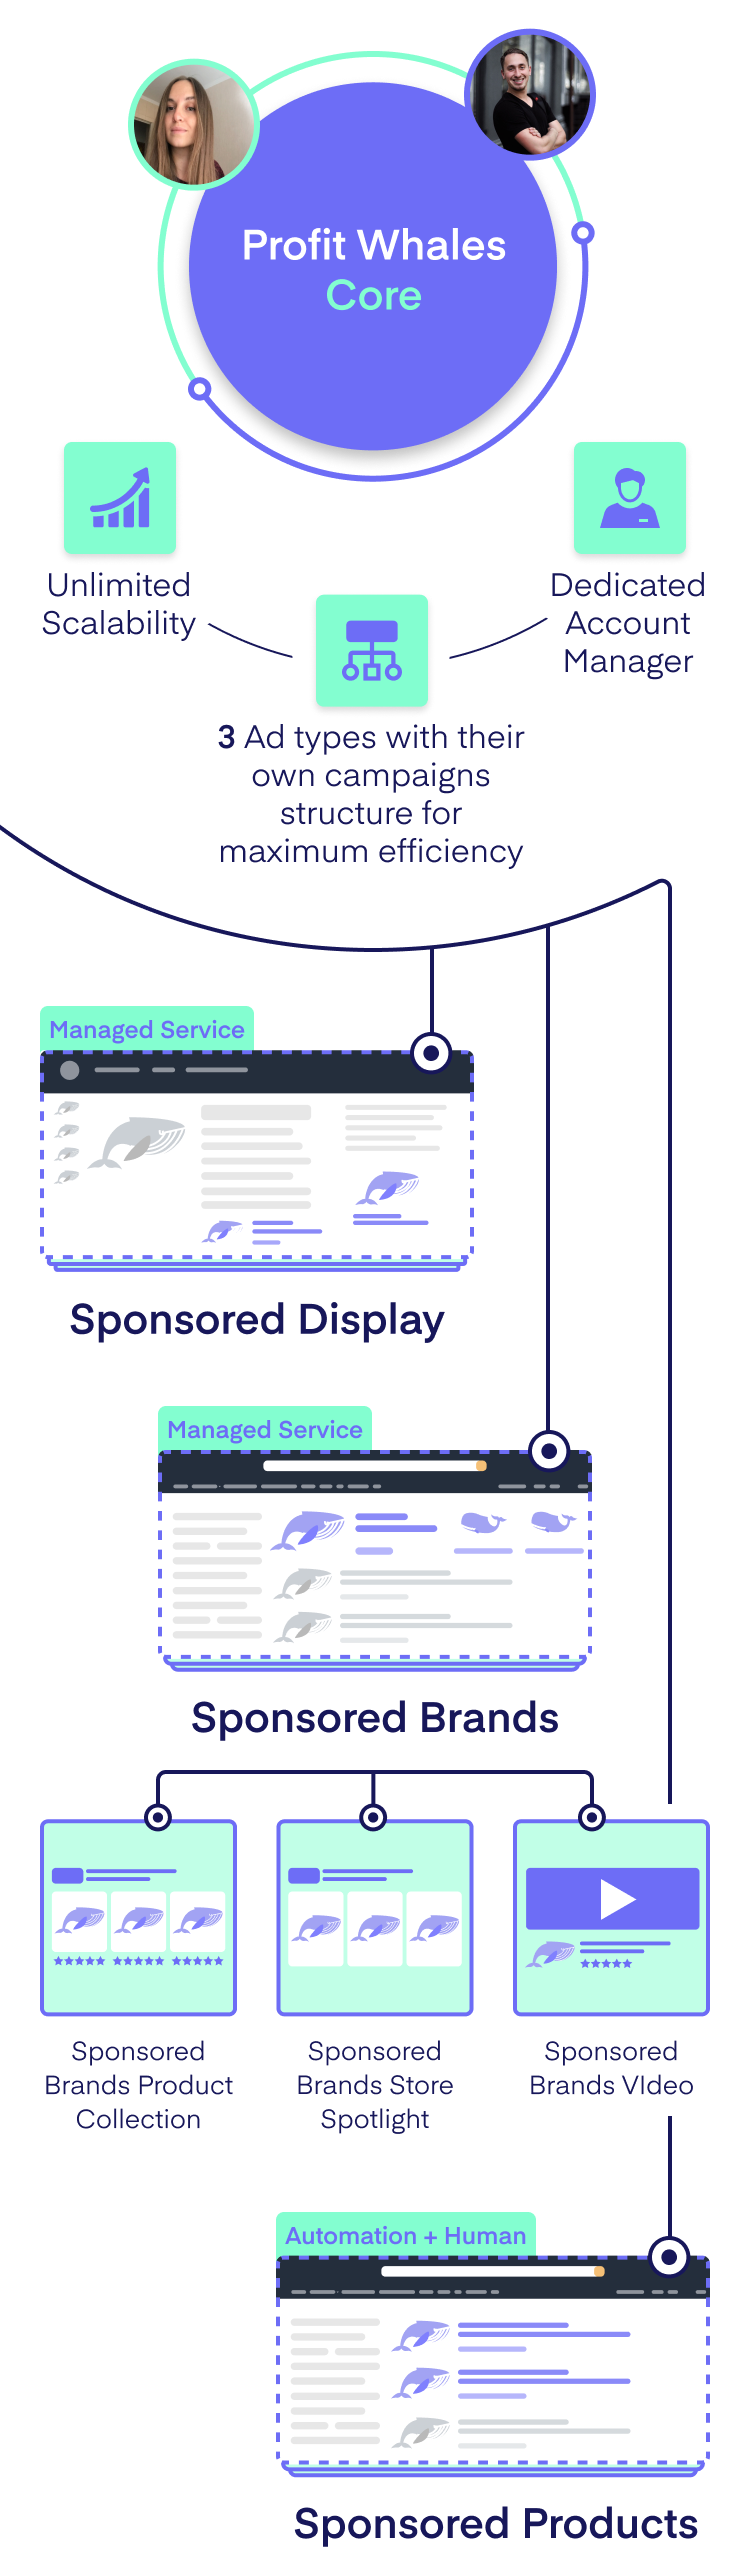 Profit Whales
Core
Unlimited
Scalability
Dedicated
Account
Manager
3 Ad types with their
own campaigns
structure for
maximum efficiency
Managed Service
Sponsored Display
Managed Service
Sponsored Brands
Sponsored
Brands Product
Collection
Sponsored
Brands Store
Spotlight
Sponsored
Brands VIdeo
Automation + Human
Sponsored Products